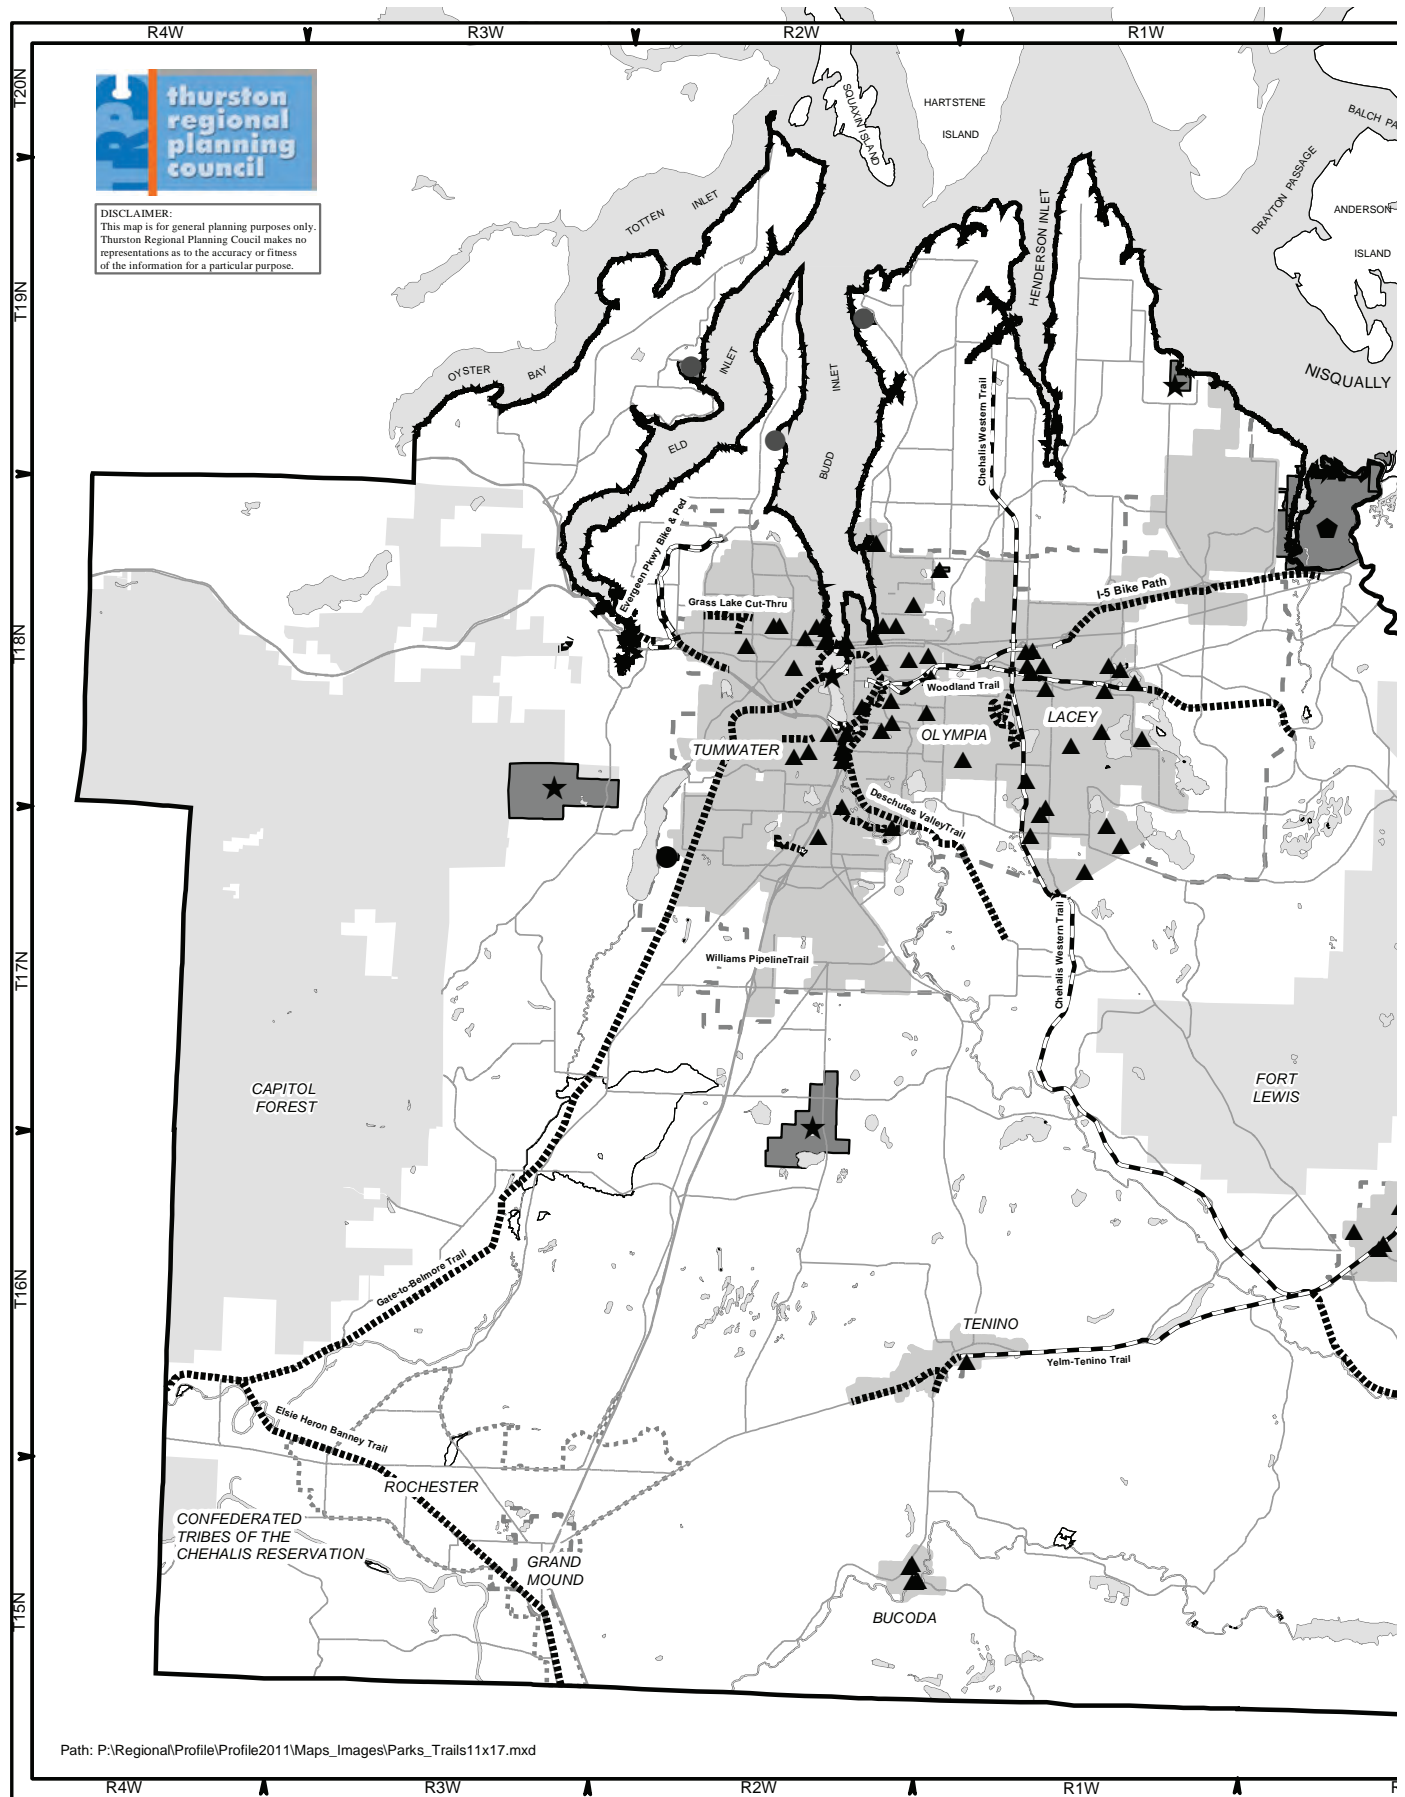 R4W
R3W
R2W
R1W
T20N
TRPC
thurston
regional
planning
council
DISCLAIMER:
This map is for general planning purposes only.
Thurston Regional Planning Coucil makes no
representations as to the accuracy or fitness
of the information for a particular purpose.
SQUAXIN ISLAND
HARTSTENE
ISLAND
BALCH PA
DRAYTON PASSAGE
ANDERSON
ISLAND
TOTTEN INLET
HENDERSON INLET
T19N
NISQUALLY
OYSTER BAY
ELD INLET
BUDD INLET
Chehalis Western Trail
Evergeen Pkwy Bike & Ped
I-5 Bike Path
Grass Lake Cut-Thru
T18N
Woodland Trail
LACEY
OLYMPIA
TUMWATER
Deschutes ValleyTrail
Williams PipelineTrail
Chehalis Western Trail
T17N
CAPITOL
FOREST
FORT
LEWIS
Gate-to-Belmore Trail
T16N
TENINO
Yelm-Tenino Trail
Elsie Heron Banney Trail
ROCHESTER
CONFEDERATED
TRIBES OF THE
CHEHALIS RESERVATION
GRAND
MOUND
BUCODA
T15N
Path: P:\Regional\Profile\Profile2011\Maps_Images\Parks_Trails11x17.mxd
R4W
R3W
R2W
R1W